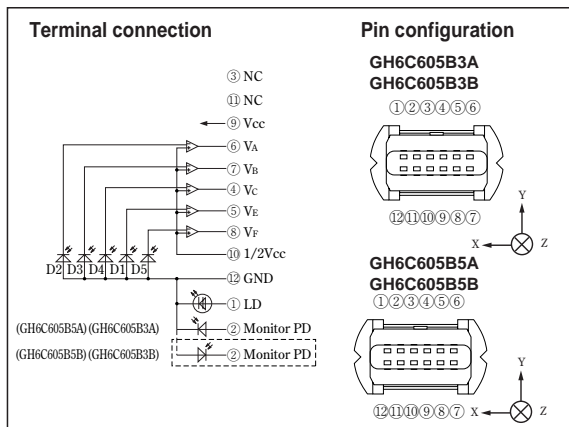 Terminal connection
③ NC
⑪ NC
⑨ Vcc
⑥ VA
⑦ VB
④ VC
⑤ VE
⑧ VF
⑩ 1/2Vcc
D2 D3 D4 D1 D5
⑫ GND
① LD
(GH6C605B5A) (GH6C605B3A) ② Monitor PD
(GH6C605B5B) (GH6C605B3B) ② Monitor PD
Pin configuration
GH6C605B3A
GH6C605B3B
①②③④⑤⑥
⑫⑪⑩⑨⑧⑦
Y
X Z
GH6C605B5A
GH6C605B5B
①②③④⑤⑥
Y
⑫⑪⑩⑨⑧⑦ X Z